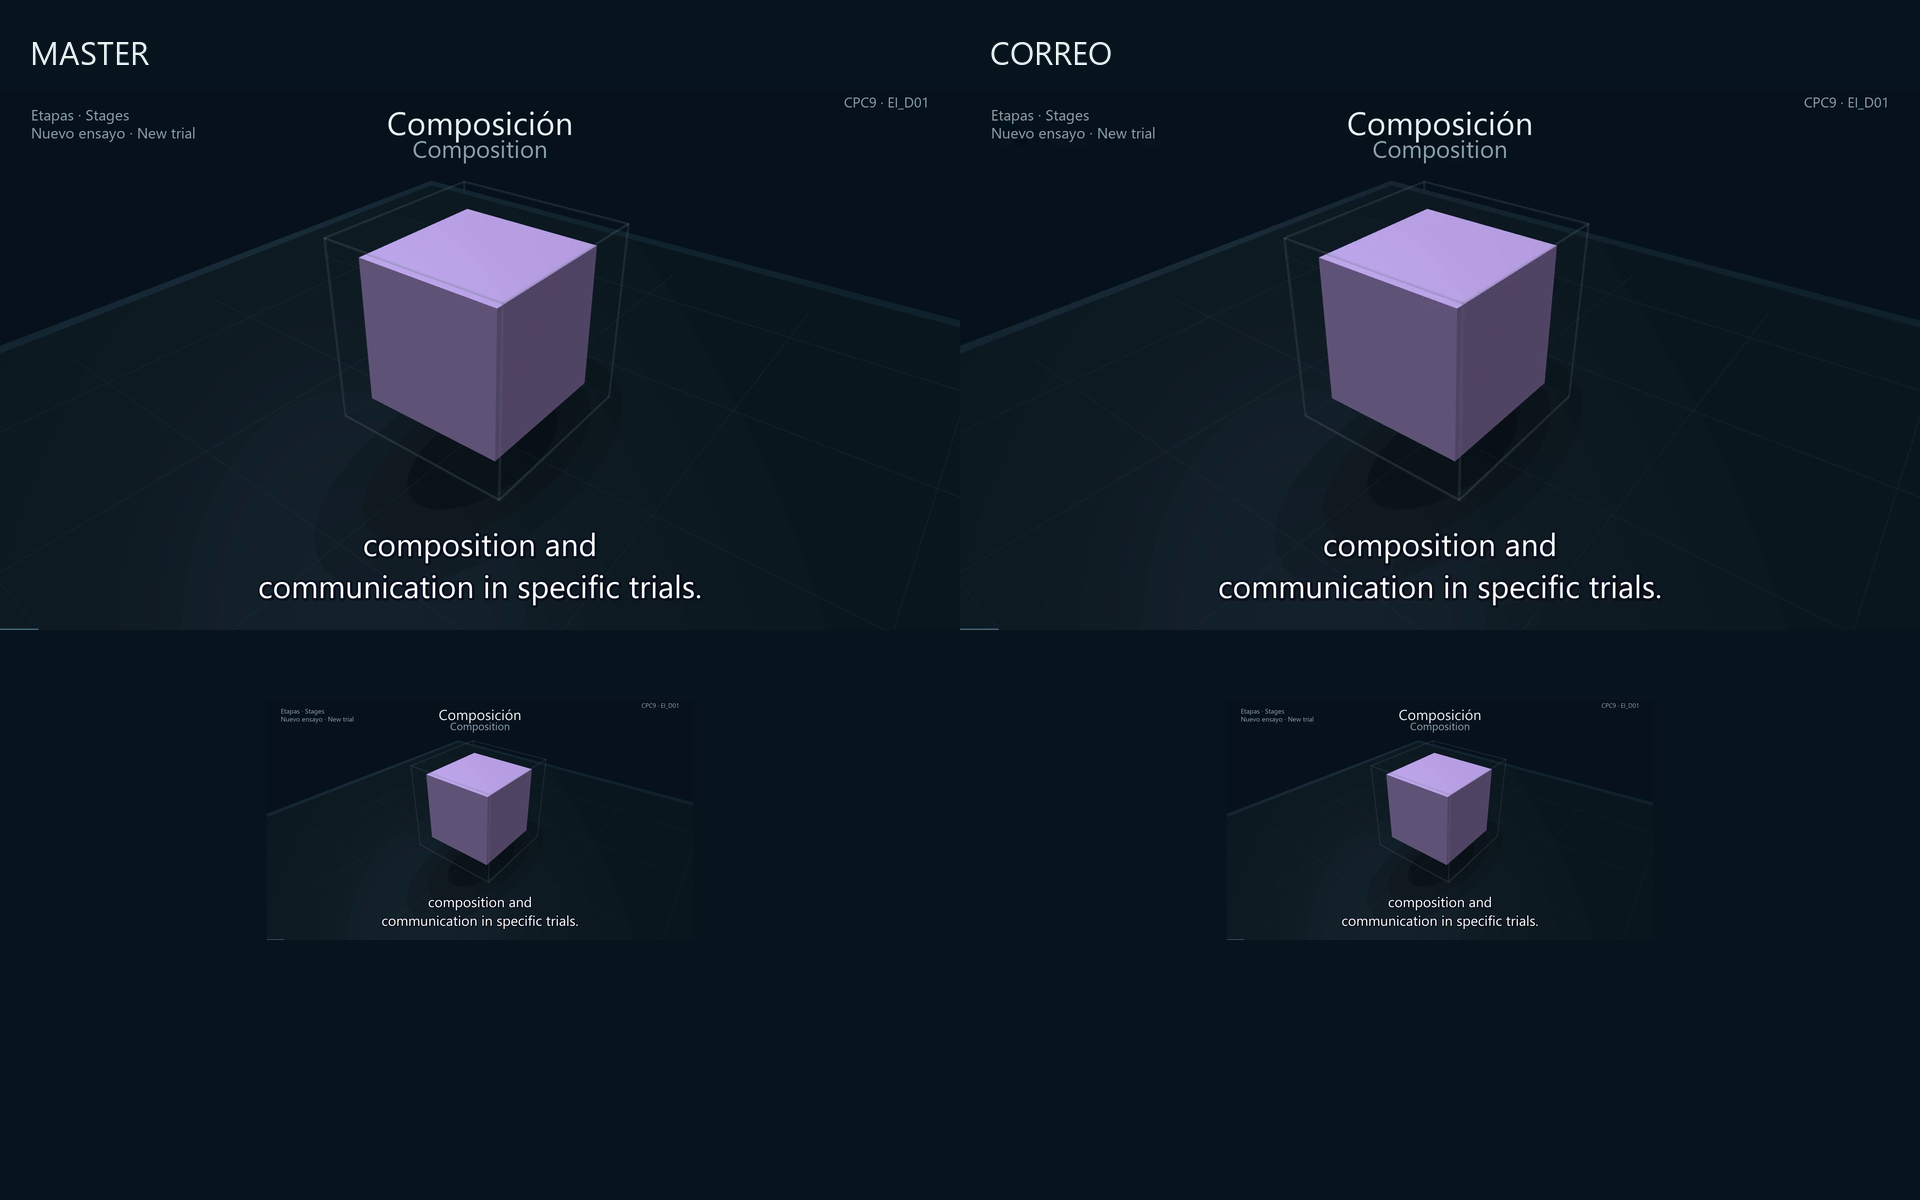 MASTER
CORREO
Etapas · Stages
Nuevo ensayo · New trial
Composición
Composition
CPC9 · EI_D01
composition and
communication in specific trials.
Etapas · Stages
Nuevo ensayo · New trial
Composición
Composition
CPC9 · EI_D01
composition and
communication in specific trials.
Etapas · Stages
Nuevo ensayo · New trial
Composición
Composition
CPC9 · EI_D01
composition and
communication in specific trials.
Etapas · Stages
Nuevo ensayo · New trial
Composición
Composition
CPC9 · EI_D01
composition and
communication in specific trials.